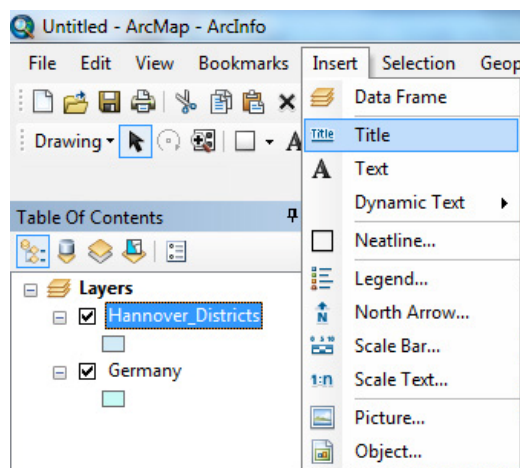 Untitled - ArcMap - ArcInfo
File Edit View Bookmarks Insert Selection Geop
Drawing A
Table Of Contents
Layers
Hannover_Districts
Germany
Data Frame
Title Title
A Text
Dynamic Text
Neatline...
Legend...
N North Arrow...
Scale Bar...
1:n Scale Text...
Picture...
Object...